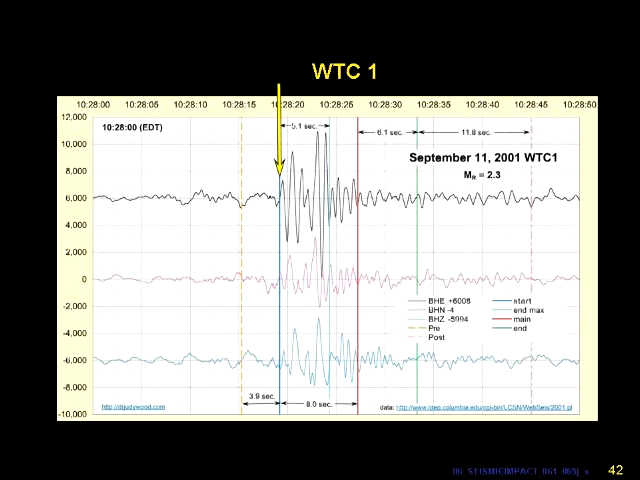 WTC 1
10:28:00 10:28:05 10:28:10 10:28:15 10:28:20 10:28:25 10:28:30 10:28:35 10:28:40 10:28:45 10:28:50
12,000
10:28:00 (EDT)
5.1 sec.
6.1 sec.
11.8 sec.
10,000
September 11, 2001 WTC1
8,000
MR = 2.3
6,000
4,000
2,000
0
BHE +6008
start
BHN -4
end max
-2,000
BHZ -5994
main
Pre
end
-4,000
Post
-6,000
-8,000
3.9 sec.
8.0 sec.
-10,000
http://drjudywood.com
data: http://www.ldeo.columbia.edu/cgi-bin/LCSN/WebSeis/2001.pl
42